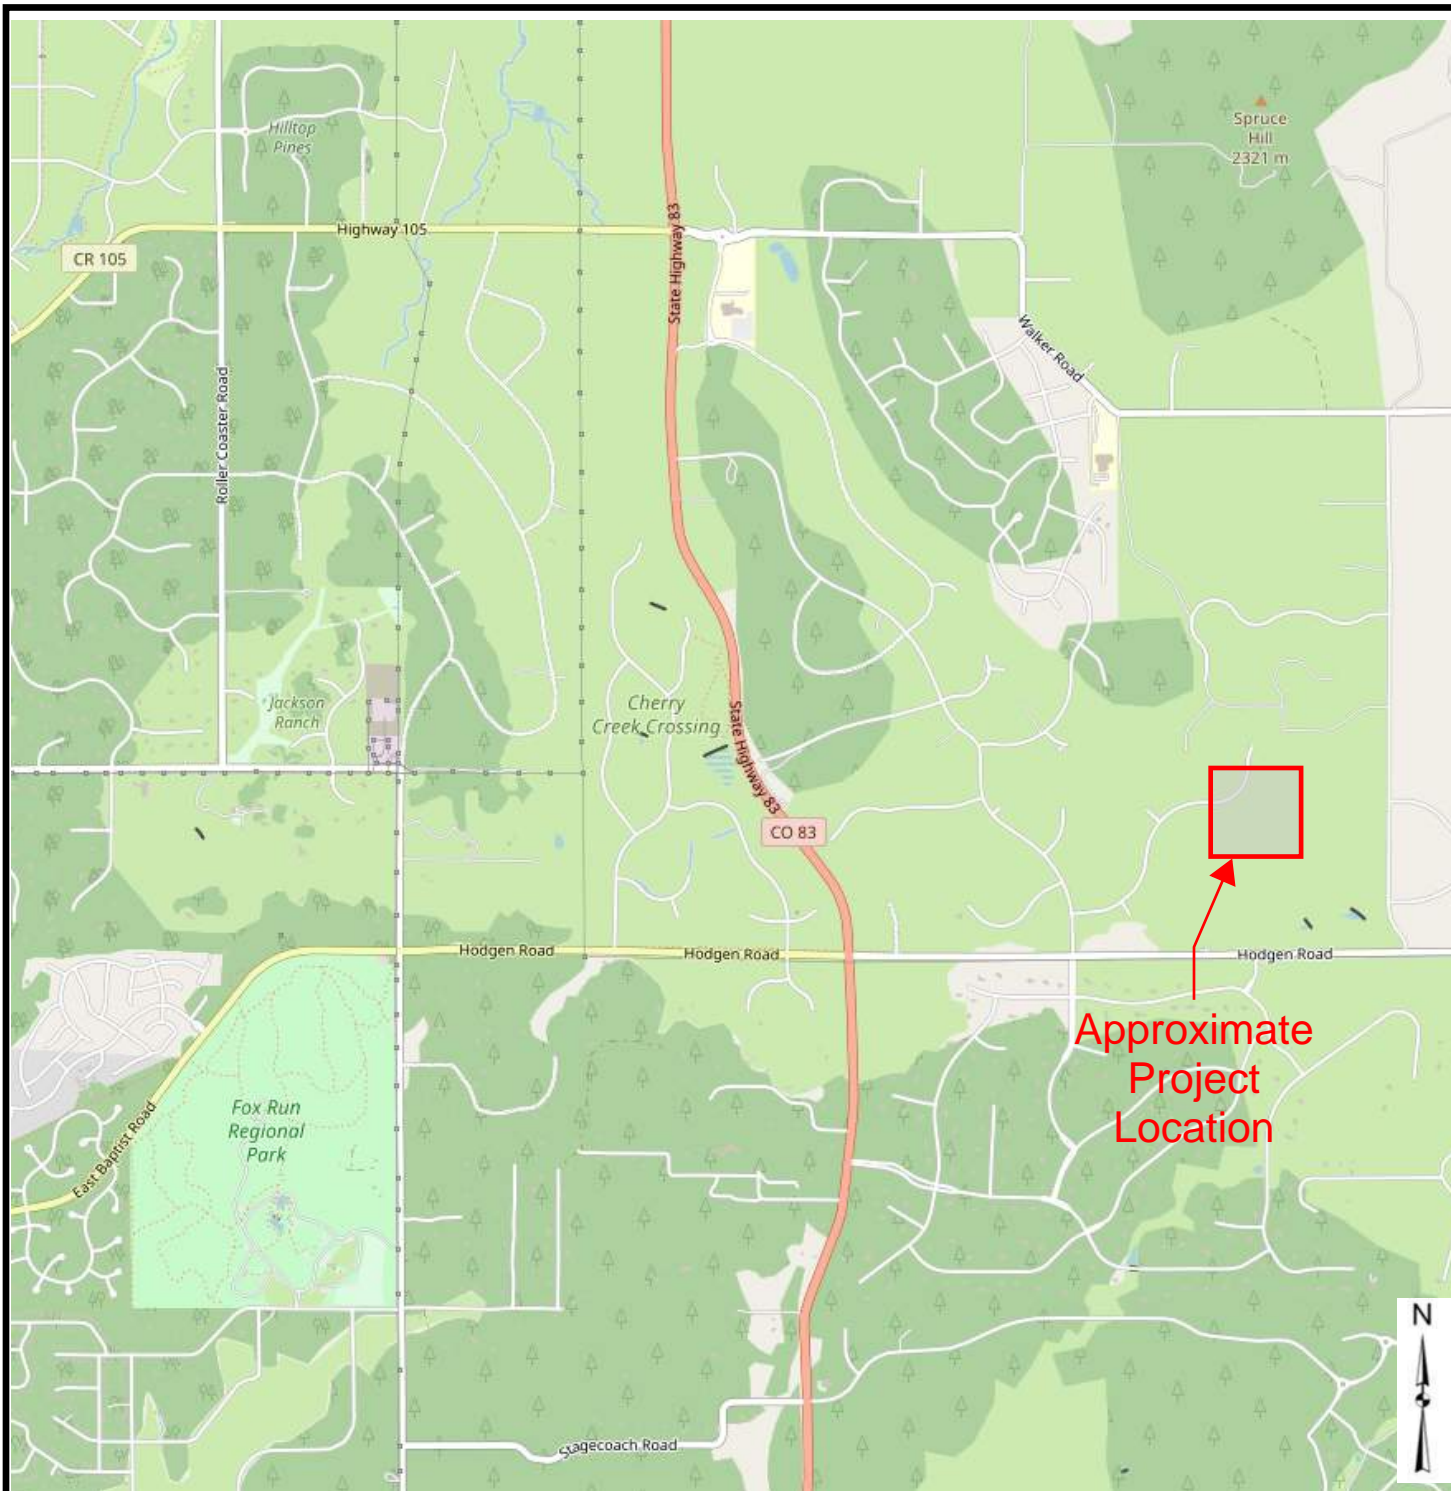 Hilltop
Pines
Spruce
Hill
2321 m
Highway 105
State Highway 83
CR 105
Walker Road
Roller Coaster Road
Jackson
Ranch
Cherry
Creek Crossing
State Highway 83
CO 83
Hodgen Road
Hodgen Road
Hodgen Road
Approximate
Project
Location
Fox Run
Regional
Park
East Baptist Road
N
Stagecoach Road